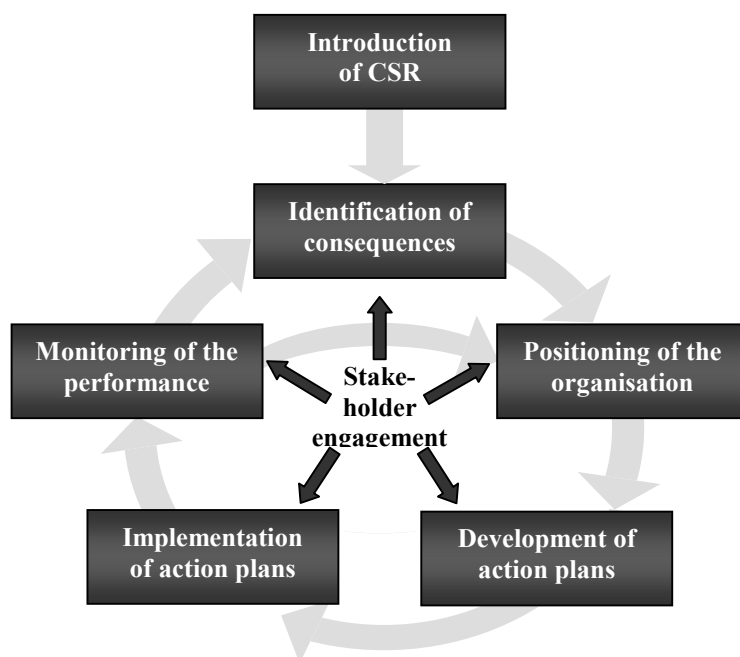 Introduction
of CSR
Identification of
consequences
Monitoring of the
performance
Positioning of the
organisation
Stake-
holder
engagement
Implementation
of action plans
Development of
action plans